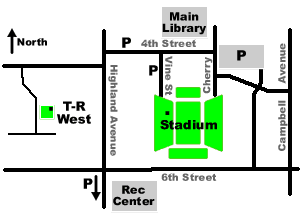 Main
Library
North
P
4th Street
P
P
Highland Avenue
Vine St
Cherry
Campbell Avenue
T-R
West
Stadium
6th Street
P
Rec
Center